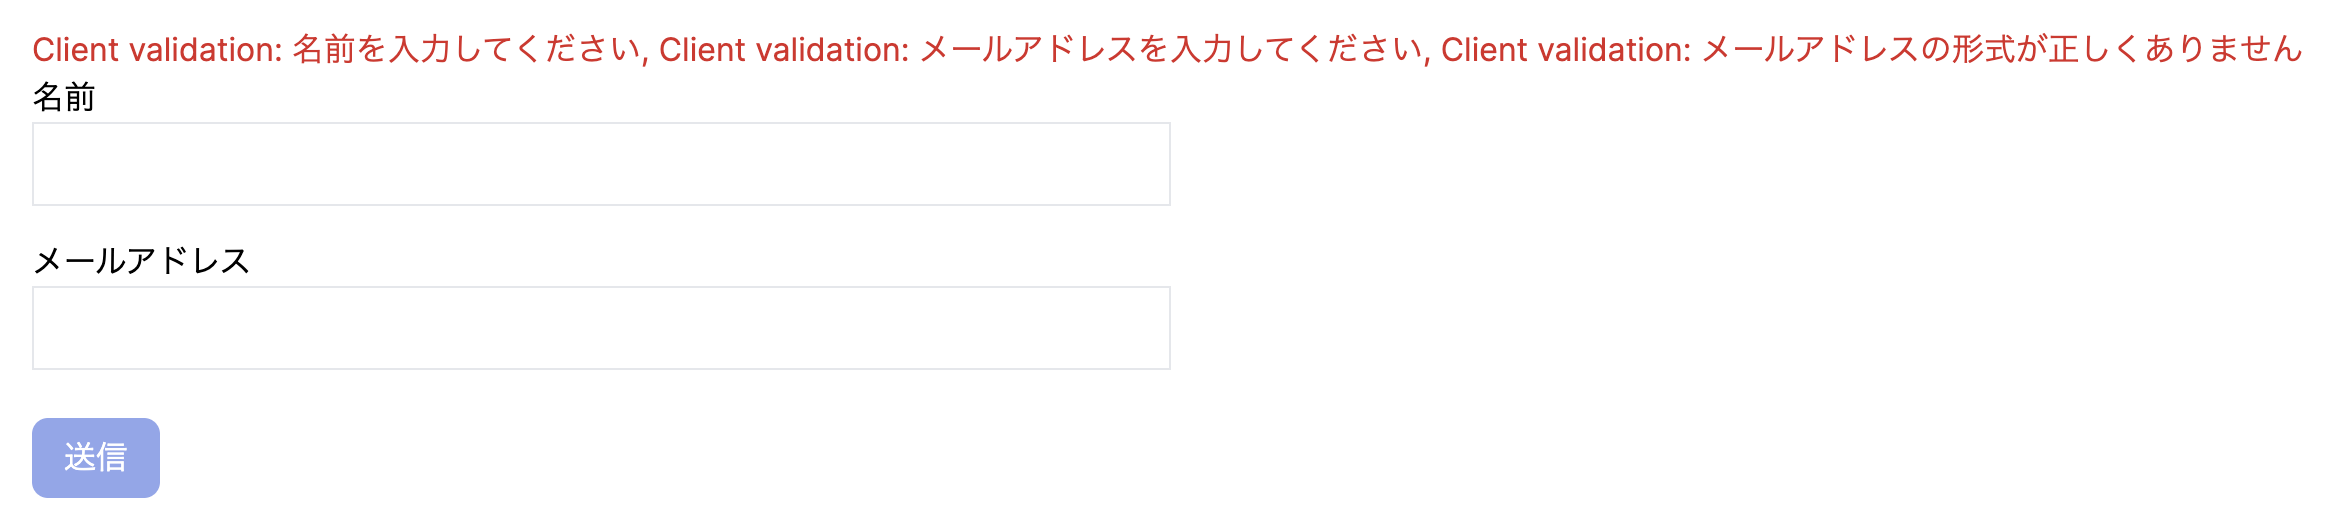 Client validation: 名前を入力してください, Client validation: メールアドレスを入力してください, Client validation: メールアドレスの形式が正しくありません
名前
メールアドレス
送信